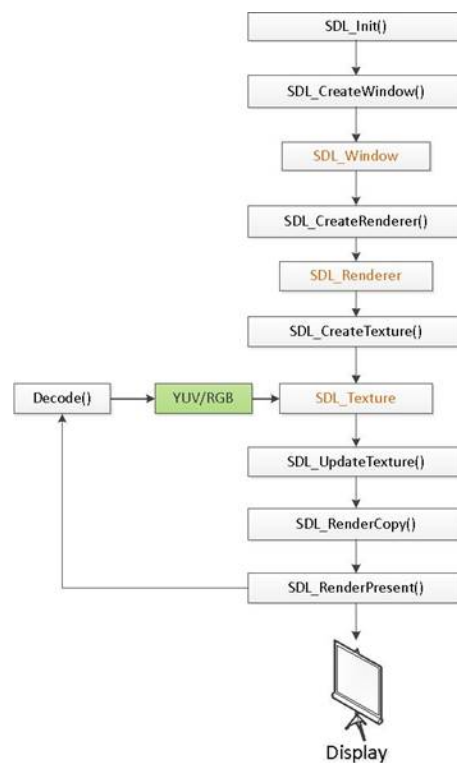 SDL_Init()
SDL_CreateWindow()
SDL_Window
SDL_CreateRenderer()
SDL_Renderer
SDL_CreateTexture()
Decode()
YUV/RGB
SDL_Texture
SDL_UpdateTexture()
SDL_RenderCopy()
SDL_RenderPresent()
Display